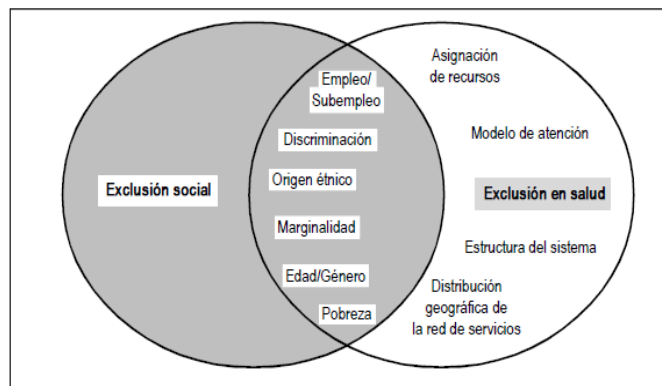 Asignación
de recursos
Empleo/
Subempleo
Modelo de atención
Discriminación
Origen étnico
Exclusión social
Exclusión en salud
Marginalidad
Estructura del sistema
Edad/Género
Distribución
geográfica de
la red de servicios
Pobreza